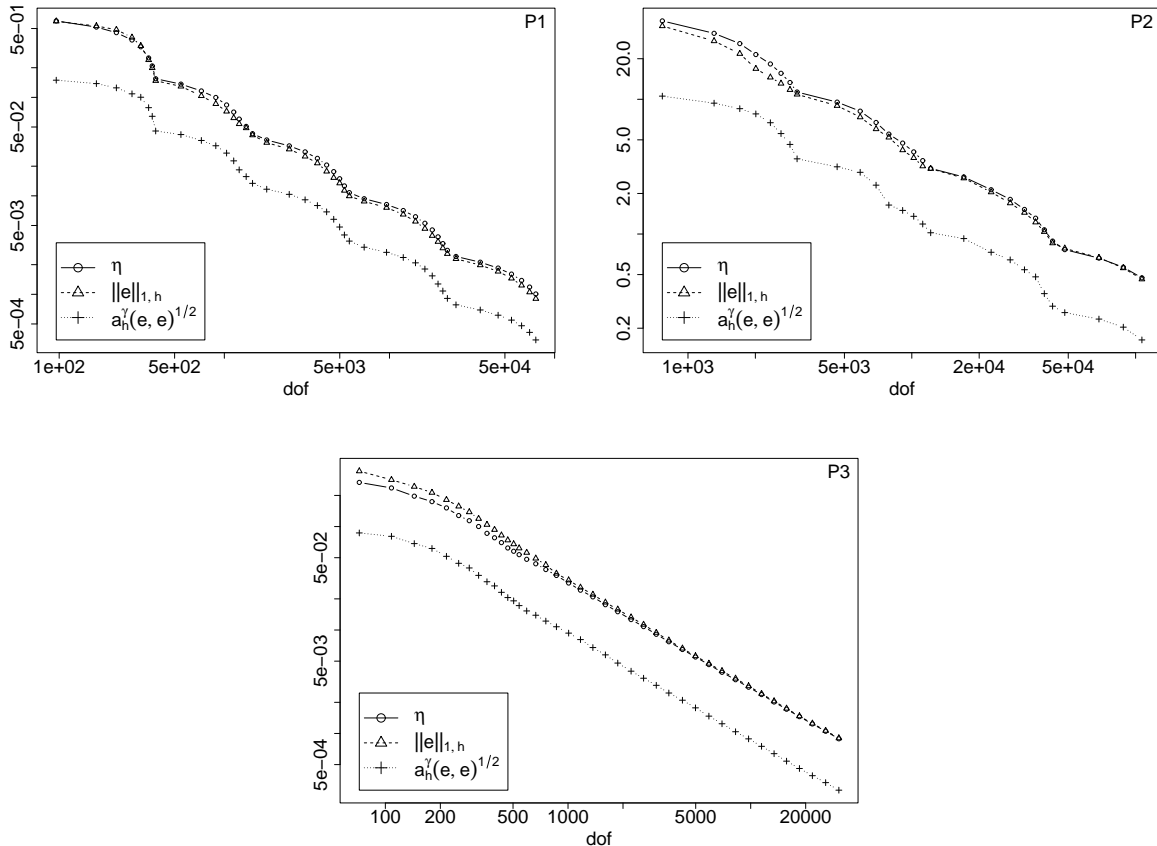 P1
5e−01
5e−02
5e−03
5e−04
η
||e||1, h
a_h^γ(e, e)^1/2
1e+02 5e+02 5e+03 5e+04
dof
P2
20.0
5.0
2.0
0.5
0.2
η
||e||1, h
a_h^γ(e, e)^1/2
1e+03 5e+03 2e+04 5e+04
dof
P3
5e−02
5e−03
5e−04
η
||e||1, h
a_h^γ(e, e)^1/2
100 200 500 1000 5000 20000
dof